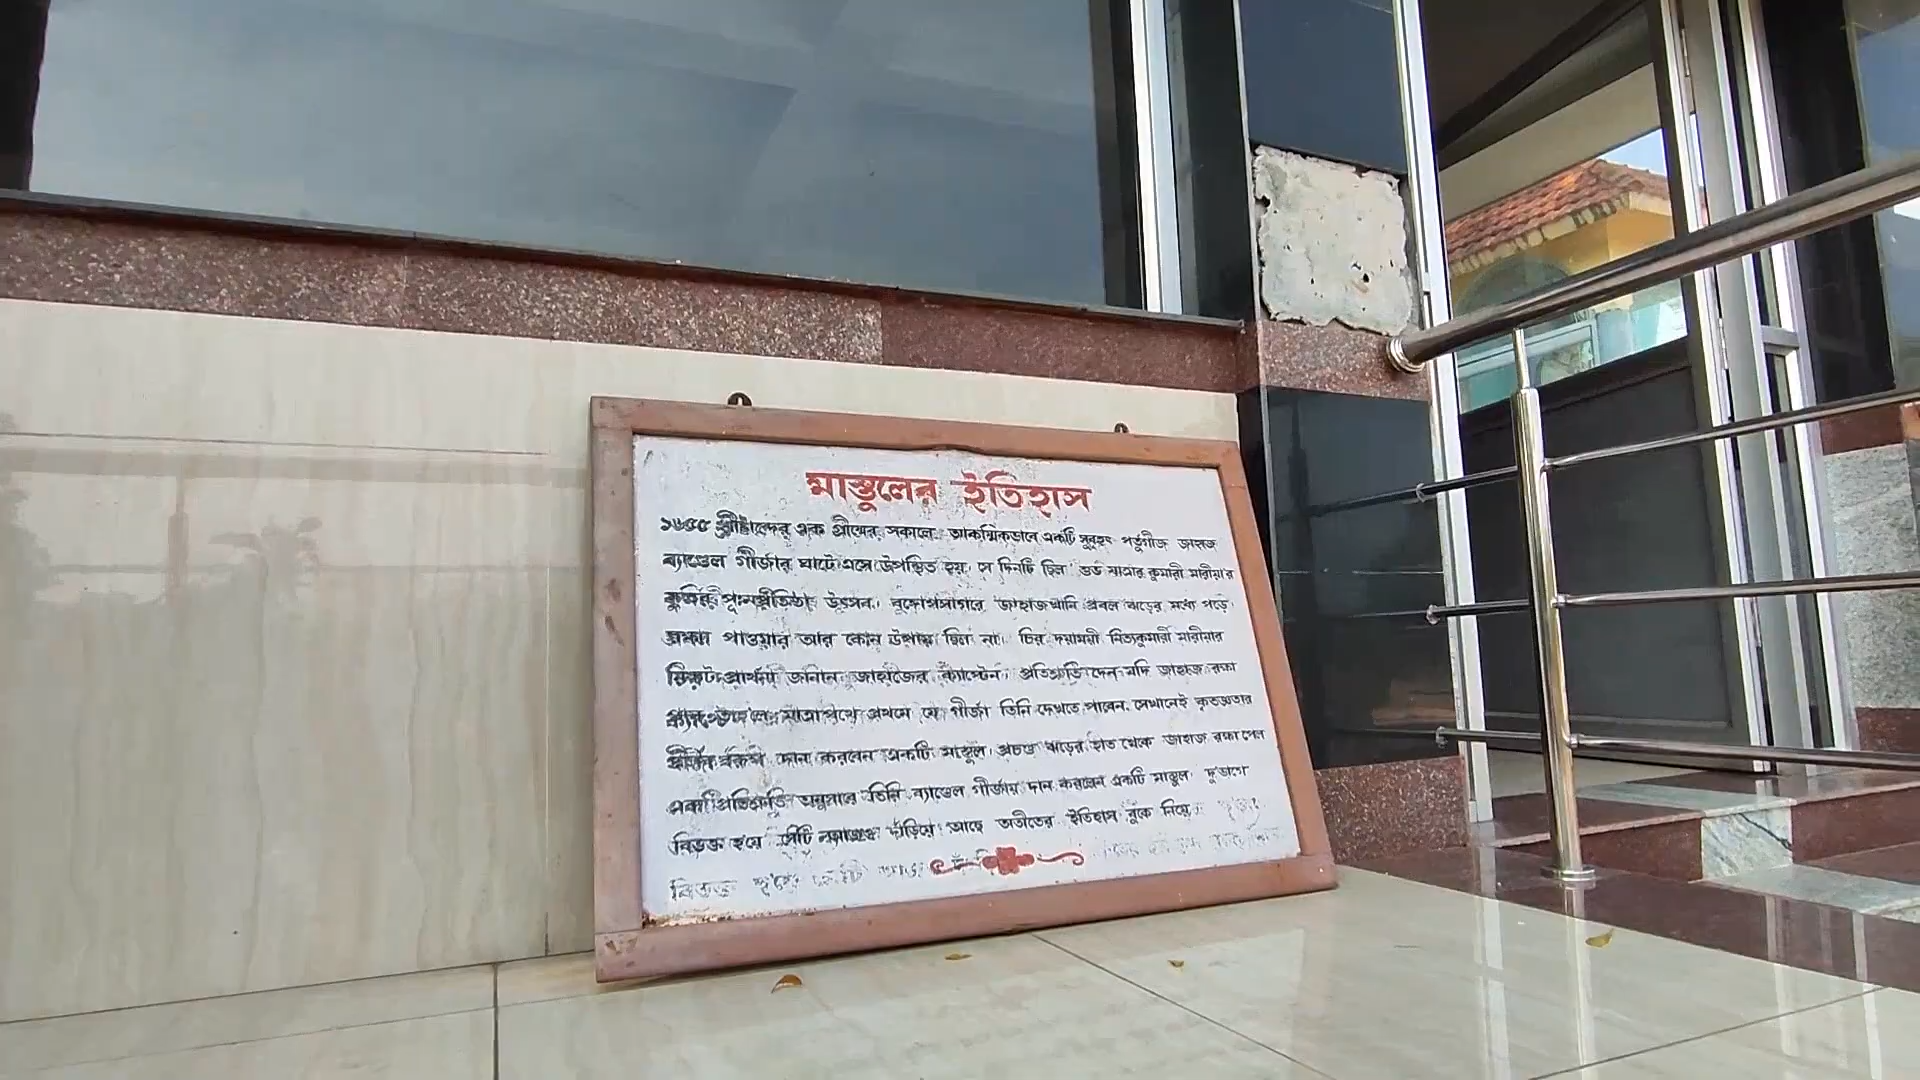 মাস্তুলের ইতিহাস
১৬৫৫ খ্রীষ্টাব্দের এক গ্রীষ্মের সকালে আকস্মিকভাবে একটি সুবৃহৎ পর্তুগীজ জাহাজ
ব্যাণ্ডেল গীর্জার ঘাটে এসে উপস্থিত হয়, সে দিনটি ছিল শুভ যাত্রার কুমারী মারীয়া'র
পুনঃপ্রতিষ্ঠা উৎসব। বঙ্গোপসাগরে জাহাজখানি প্রবল ঝড়ের মধ্যে পড়ে।
রক্ষা পাওয়ার আর কোন উপায় ছিল না। চির দয়াময়ী নিত্যকুমারী মারীয়ার
নিকট প্রার্থনা জানান জাহাজের ক্যাপ্টেন। প্রতিশ্রুতি দেন যদি জাহাজ রক্ষা
যাত্রাপথে প্রথমে যে গীর্জা তিনি দেখতে পাবেন, সেখানেই কৃতজ্ঞতার
দান করবেন একটি মাস্তুল। প্রচণ্ড ঝড়ের হাত থেকে জাহাজ রক্ষা পেল
প্রতিশ্রুতি অনুসারে তিনি ব্যাণ্ডেল গীর্জায় দান করলেন একটি মাস্তুল। দু'ভাগে
বিভক্ত হয়ে দাঁড়িয়ে আছে অতীতের ইতিহাস বুকে নিয়ে।
বিভক্ত